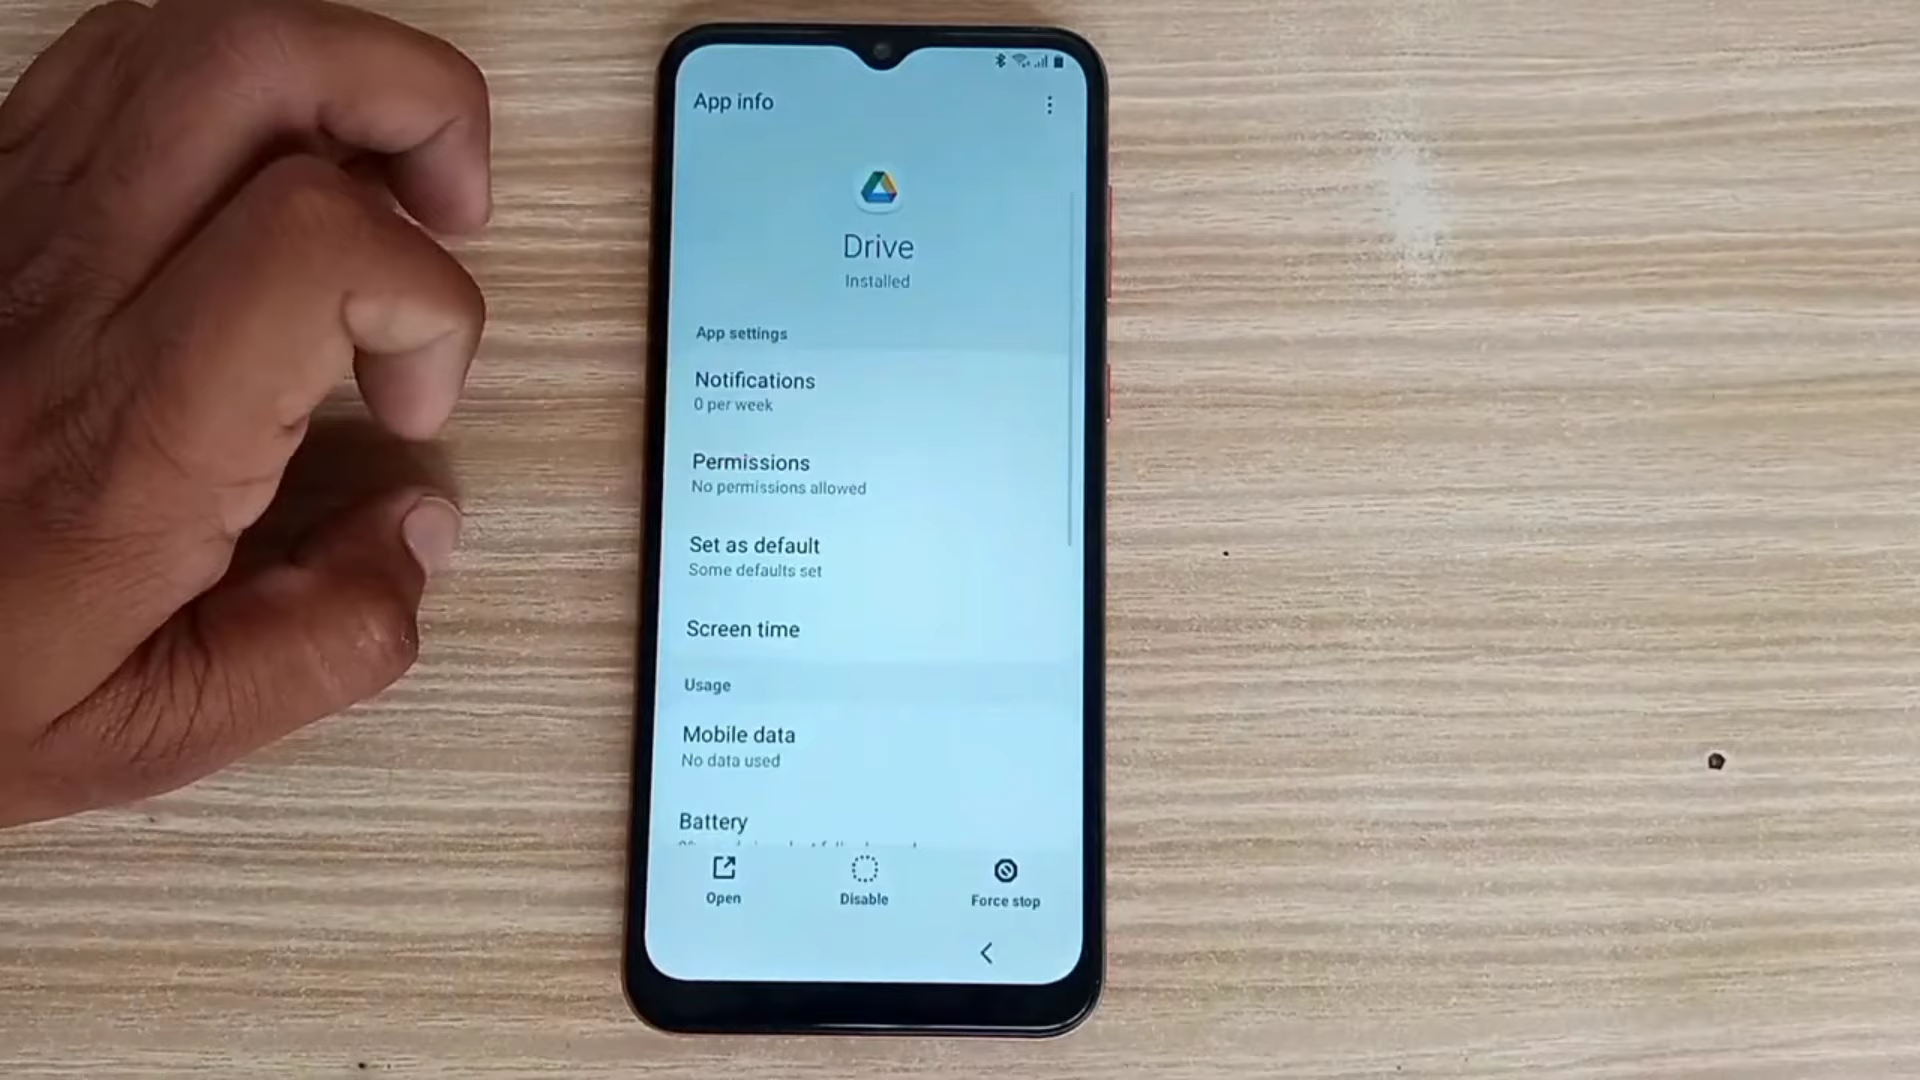 App info
Drive
Installed
App settings
Notifications
0 per week
Permissions
No permissions allowed
Set as default
Some defaults set
Screen time
Usage
Mobile data
No data used
Battery
Open
Disable
Force stop